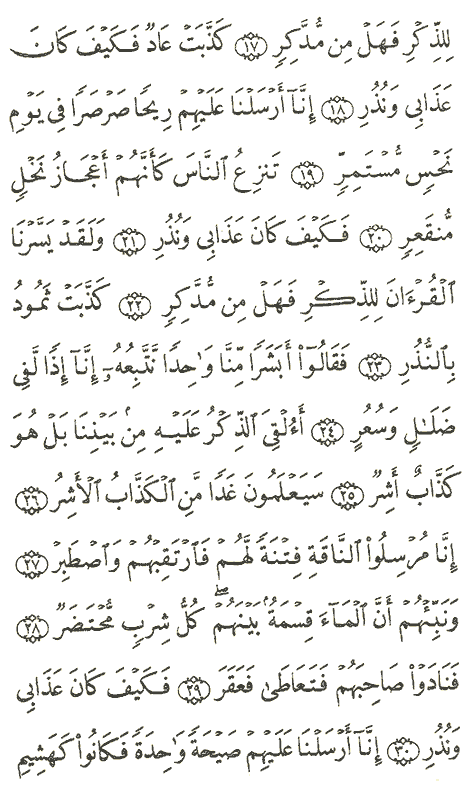 لِلذِّكْرِ فَهَلْ مِن مُّدَّكِرٍ ١٧ كَذَّبَتْ عَادٌ فَكَيْفَ كَانَ
عَذَابِى وَنُذُرِ ١٨ إِنَّآ أَرْسَلْنَا عَلَيْهِمْ رِيحًا صَرْصَرًا فِى يَوْمِ
نَحْسٍ مُّسْتَمِرٍّ ١٩ تَنزِعُ ٱلنَّاسَ كَأَنَّهُمْ أَعْجَازُ نَخْلٍ
مُّنقَعِرٍ ٢٠ فَكَيْفَ كَانَ عَذَابِى وَنُذُرِ ٢١ وَلَقَدْ يَسَّرْنَا
ٱلْقُرْءَانَ لِلذِّكْرِ فَهَلْ مِن مُّدَّكِرٍ ٢٢ كَذَّبَتْ ثَمُودُ
بِٱلنُّذُرِ ٢٣ فَقَالُوٓا۟ أَبَشَرًا مِّنَّا وَٰحِدًا نَّتَّبِعُهُۥٓ إِنَّآ إِذًا لَّفِى
ضَلَٰلٍ وَسُعُرٍ ٢٤ أَءُلْقِىَ ٱلذِّكْرُ عَلَيْهِ مِنۢ بَيْنِنَا بَلْ هُوَ
كَذَّابٌ أَشِرٌ ٢٥ سَيَعْلَمُونَ غَدًا مَّنِ ٱلْكَذَّابُ ٱلْأَشِرُ ٢٦
إِنَّا مُرْسِلُوا۟ ٱلنَّاقَةِ فِتْنَةً لَّهُمْ فَٱرْتَقِبْهُمْ وَٱصْطَبِرْ ٢٧
وَنَبِّئْهُمْ أَنَّ ٱلْمَآءَ قِسْمَةٌۢ بَيْنَهُمْ ۖ كُلُّ شِرْبٍ مُّحْتَضَرٌ ٢٨
فَنَادَوْا۟ صَاحِبَهُمْ فَتَعَاطَىٰ فَعَقَرَ ٢٩ فَكَيْفَ كَانَ عَذَابِى
وَنُذُرِ ٣٠ إِنَّآ أَرْسَلْنَا عَلَيْهِمْ صَيْحَةً وَٰحِدَةً فَكَانُوا۟ كَهَشِيمِ